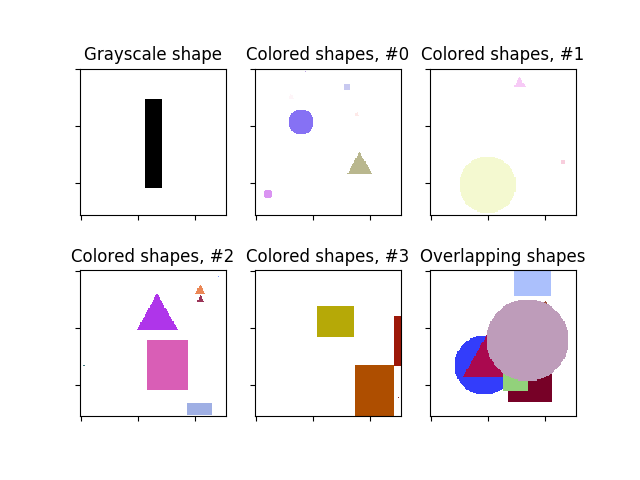 Grayscale shape
Colored shapes, #0
Colored shapes, #1
Colored shapes, #2
Colored shapes, #3
Overlapping shapes